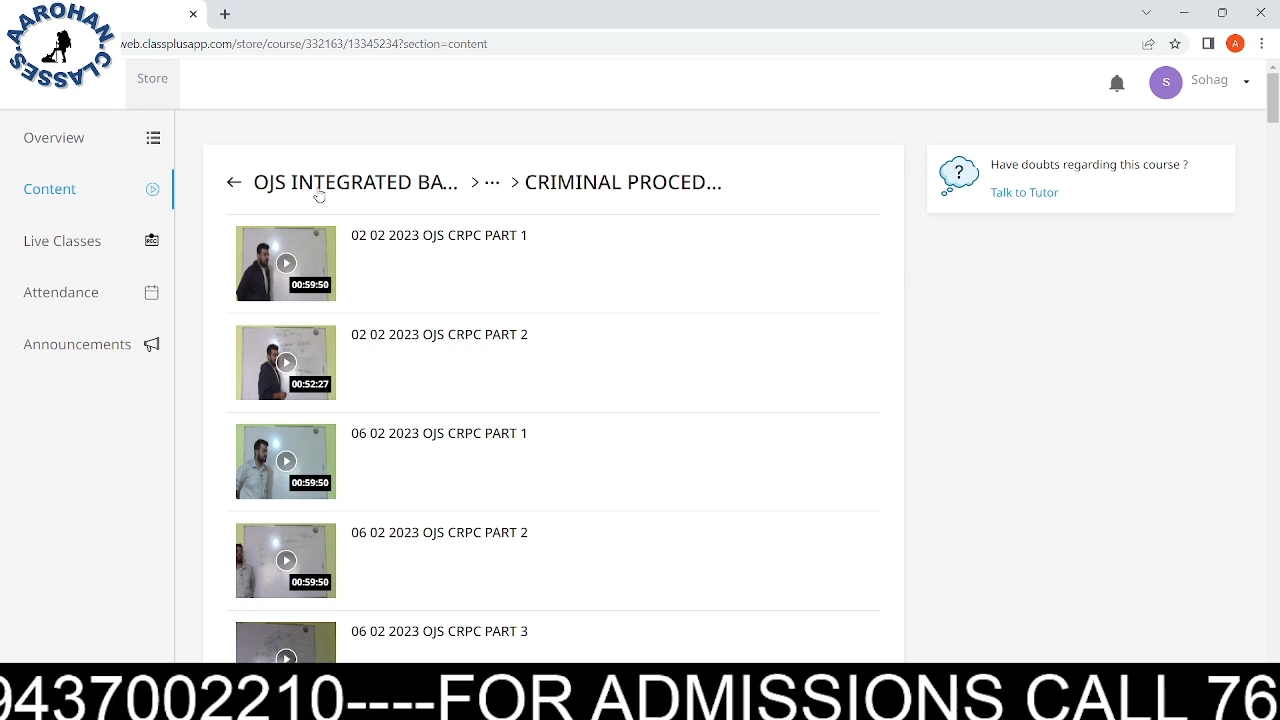 AAROHAN.CLASSES
web.classplusapp.com/store/course/332163/13345234?section=content
A
Store
S
Sohag
Overview
Content
Live Classes
REC
Attendance
Announcements
← OJS INTEGRATED BA... > ··· > CRIMINAL PROCED...
02 02 2023 OJS CRPC PART 1
00:59:50
02 02 2023 OJS CRPC PART 2
00:52:27
06 02 2023 OJS CRPC PART 1
00:59:50
06 02 2023 OJS CRPC PART 2
00:59:50
06 02 2023 OJS CRPC PART 3
?
Have doubts regarding this course ?
Talk to Tutor
9437002210----FOR ADMISSIONS CALL 76